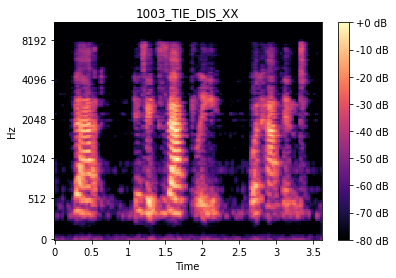 1003_TIE_DIS_XX
+0 dB
8192
-10 dB
4096
-20 dB
-30 dB
2048
-40 dB
Hz
1024
-50 dB
512
-60 dB
-70 dB
0
-80 dB
0 0.5 1 1.5 2 2.5 3 3.5
Time